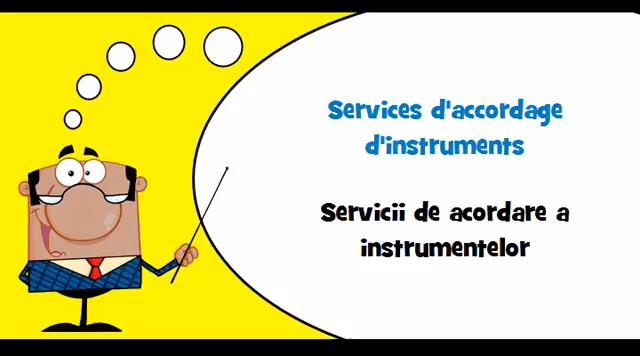 Services d'accordage
d'instruments
Servicii de acordare a
instrumentelor